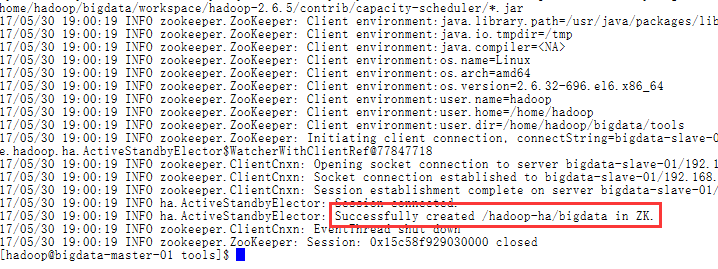 home/hadoop/bigdata/workspace/hadoop-2.6.5/contrib/capacity-scheduler/*.jar
17/05/30 19:00:19 INFO zookeeper.ZooKeeper: Client environment:java.library.path=/usr/java/packages/lib
17/05/30 19:00:19 INFO zookeeper.ZooKeeper: Client environment:java.io.tmpdir=/tmp
17/05/30 19:00:19 INFO zookeeper.ZooKeeper: Client environment:java.compiler=<NA>
17/05/30 19:00:19 INFO zookeeper.ZooKeeper: Client environment:os.name=Linux
17/05/30 19:00:19 INFO zookeeper.ZooKeeper: Client environment:os.arch=amd64
17/05/30 19:00:19 INFO zookeeper.ZooKeeper: Client environment:os.version=2.6.32-696.el6.x86_64
17/05/30 19:00:19 INFO zookeeper.ZooKeeper: Client environment:user.name=hadoop
17/05/30 19:00:19 INFO zookeeper.ZooKeeper: Client environment:user.home=/home/hadoop
17/05/30 19:00:19 INFO zookeeper.ZooKeeper: Client environment:user.dir=/home/hadoop/bigdata/tools
17/05/30 19:00:19 INFO zookeeper.ZooKeeper: Initiating client connection, connectString=bigdata-slave-0
e.hadoop.ha.ActiveStandbyElector$WatcherWithClientRef@77847718
17/05/30 19:00:19 INFO zookeeper.ClientCnxn: Opening socket connection to server bigdata-slave-01/192.1
17/05/30 19:00:19 INFO zookeeper.ClientCnxn: Socket connection established to bigdata-slave-01/192.168.
17/05/30 19:00:19 INFO zookeeper.ClientCnxn: Session establishment complete on server bigdata-slave-01/
17/05/30 19:00:19 INFO ha.ActiveStandbyElector: Session connected.
17/05/30 19:00:19 INFO ha.ActiveStandbyElector: Successfully created /hadoop-ha/bigdata in ZK.
17/05/30 19:00:19 INFO zookeeper.ClientCnxn: EventThread shut down
17/05/30 19:00:19 INFO zookeeper.ZooKeeper: Session: 0x15c58f929030000 closed
[hadoop@bigdata-master-01 tools]$